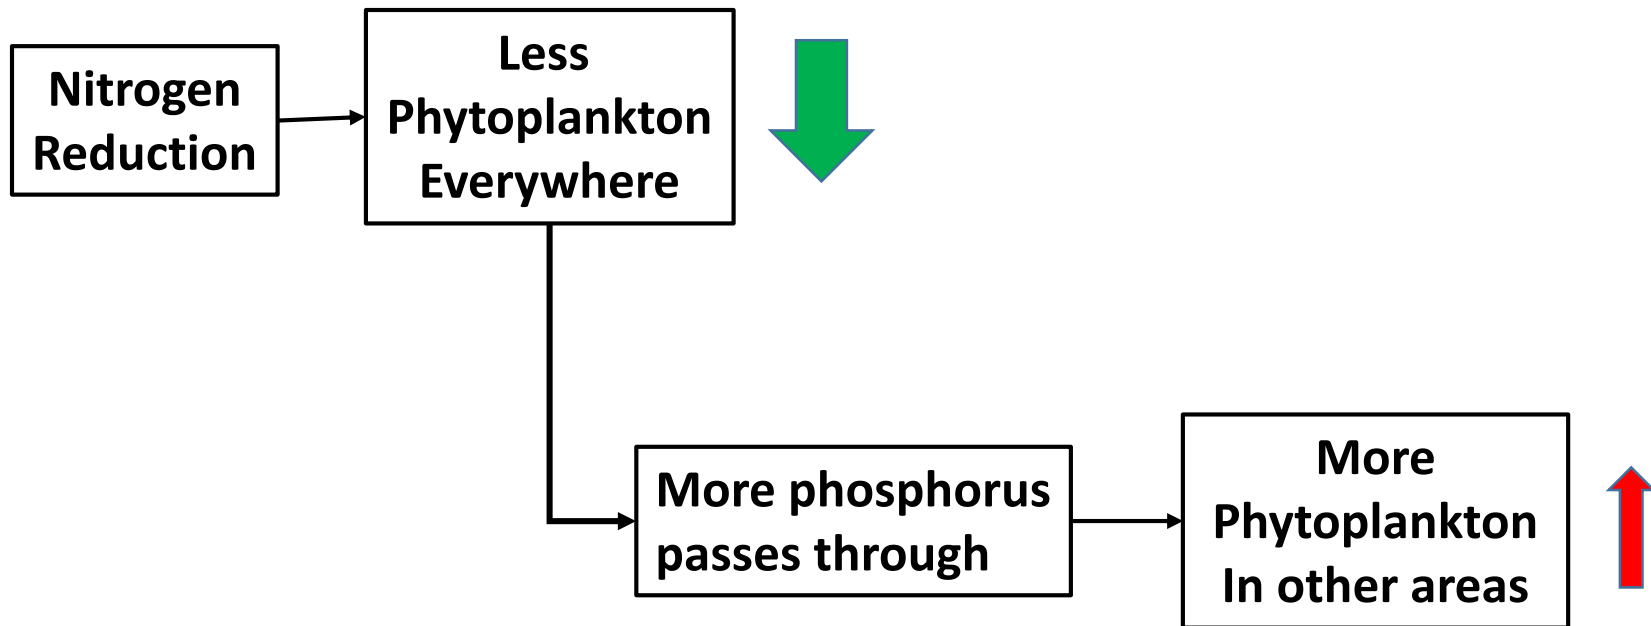 Nitrogen
Reduction
Less
Phytoplankton
Everywhere
More phosphorus
passes through
More
Phytoplankton
In other areas